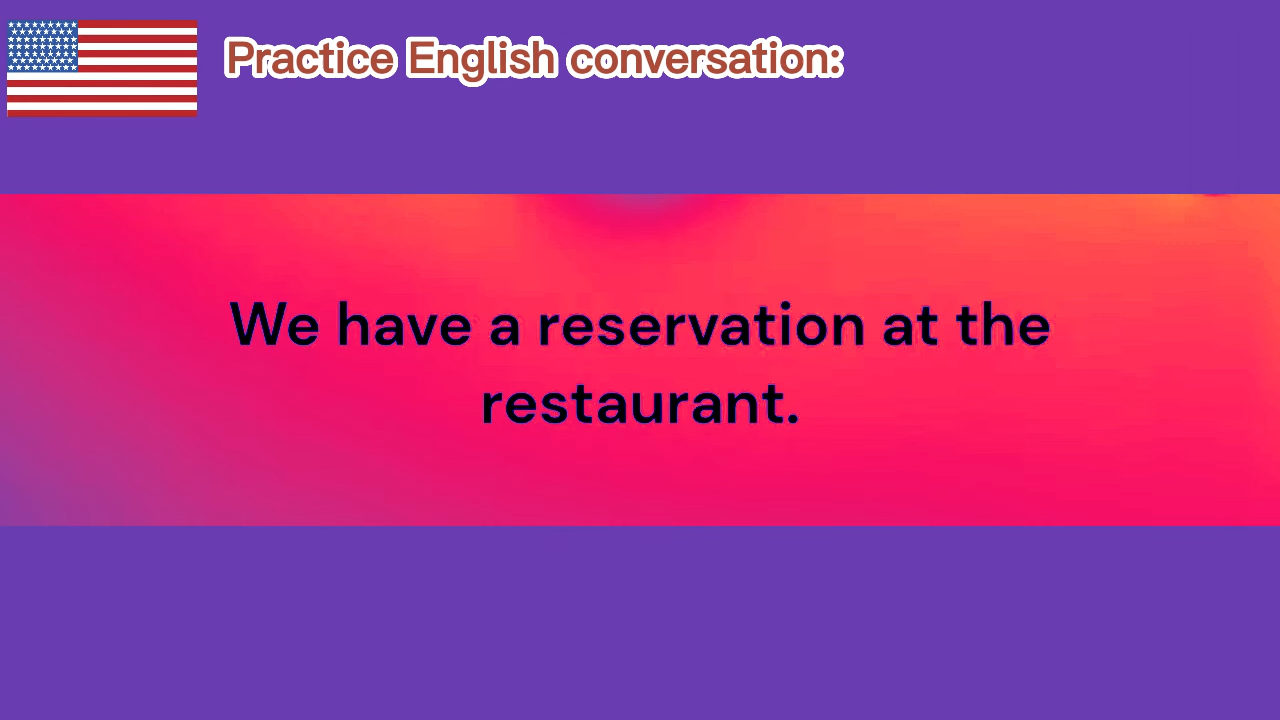 Practice English conversation:
We have a reservation at the
restaurant.